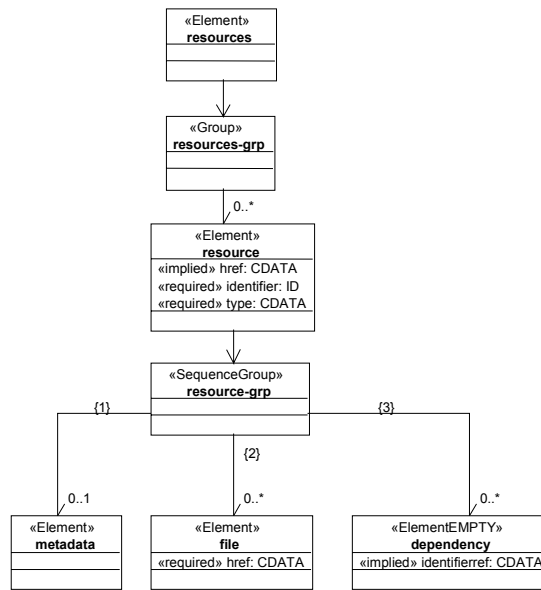 «Element»
resources
«Group»
resources-grp
0..*
«Element»
resource
«implied» href: CDATA
«required» identifier: ID
«required» type: CDATA
«SequenceGroup»
resource-grp
{1}
{3}
{2}
0..1
0..*
0..*
«Element»
metadata
«Element»
file
«required» href: CDATA
«ElementEMPTY»
dependency
«implied» identifierref: CDATA